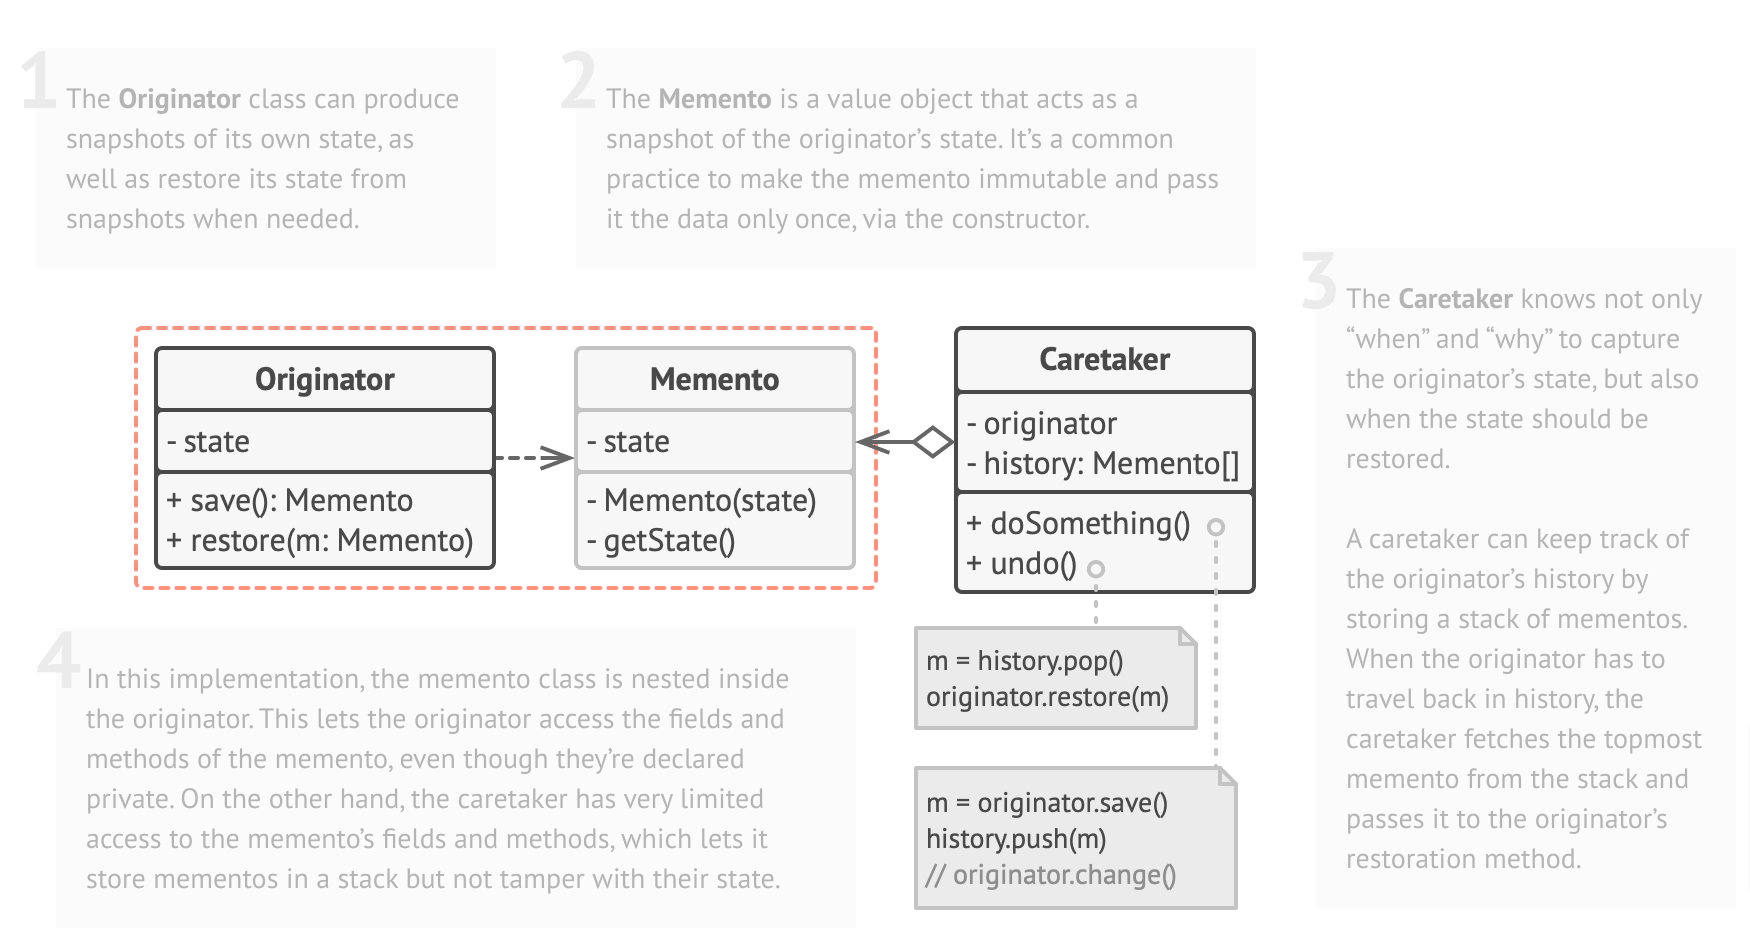 1
The Originator class can produce
snapshots of its own state, as
well as restore its state from
snapshots when needed.
2
The Memento is a value object that acts as a
snapshot of the originator’s state. It’s a common
practice to make the memento immutable and pass
it the data only once, via the constructor.
3
The Caretaker knows not only
“when” and “why” to capture
the originator’s state, but also
when the state should be
restored.
A caretaker can keep track of
the originator’s history by
storing a stack of mementos.
When the originator has to
travel back in history, the
caretaker fetches the topmost
memento from the stack and
passes it to the originator’s
restoration method.
Originator
- state
+ save(): Memento
+ restore(m: Memento)
Memento
- state
- Memento(state)
- getState()
Caretaker
- originator
- history: Memento[]
+ doSomething()
+ undo()
m = history.pop()
originator.restore(m)
m = originator.save()
history.push(m)
// originator.change()
4
In this implementation, the memento class is nested inside
the originator. This lets the originator access the fields and
methods of the memento, even though they’re declared
private. On the other hand, the caretaker has very limited
access to the memento’s fields and methods, which lets it
store mementos in a stack but not tamper with their state.